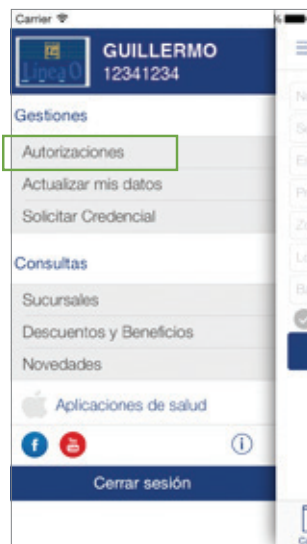 Carrier
Línea O
GUILLERMO
12341234
Gestiones
Autorizaciones
Actualizar mis datos
Solicitar Credencial
Consultas
Sucursales
Descuentos y Beneficios
Novedades
Aplicaciones de salud
Cerrar sesión